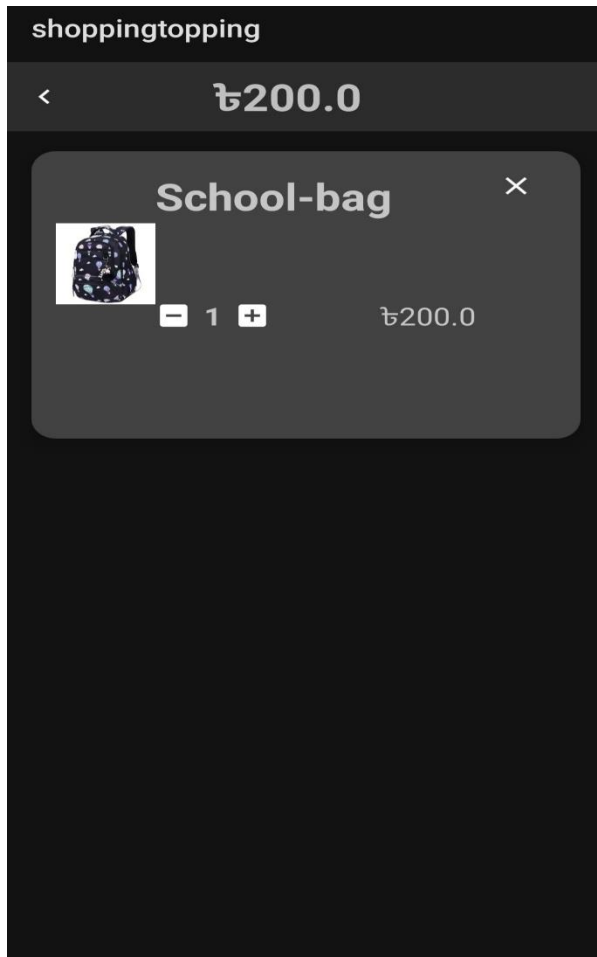 shoppingtopping
< ৳200.0
School-bag ×
− 1 + ৳200.0